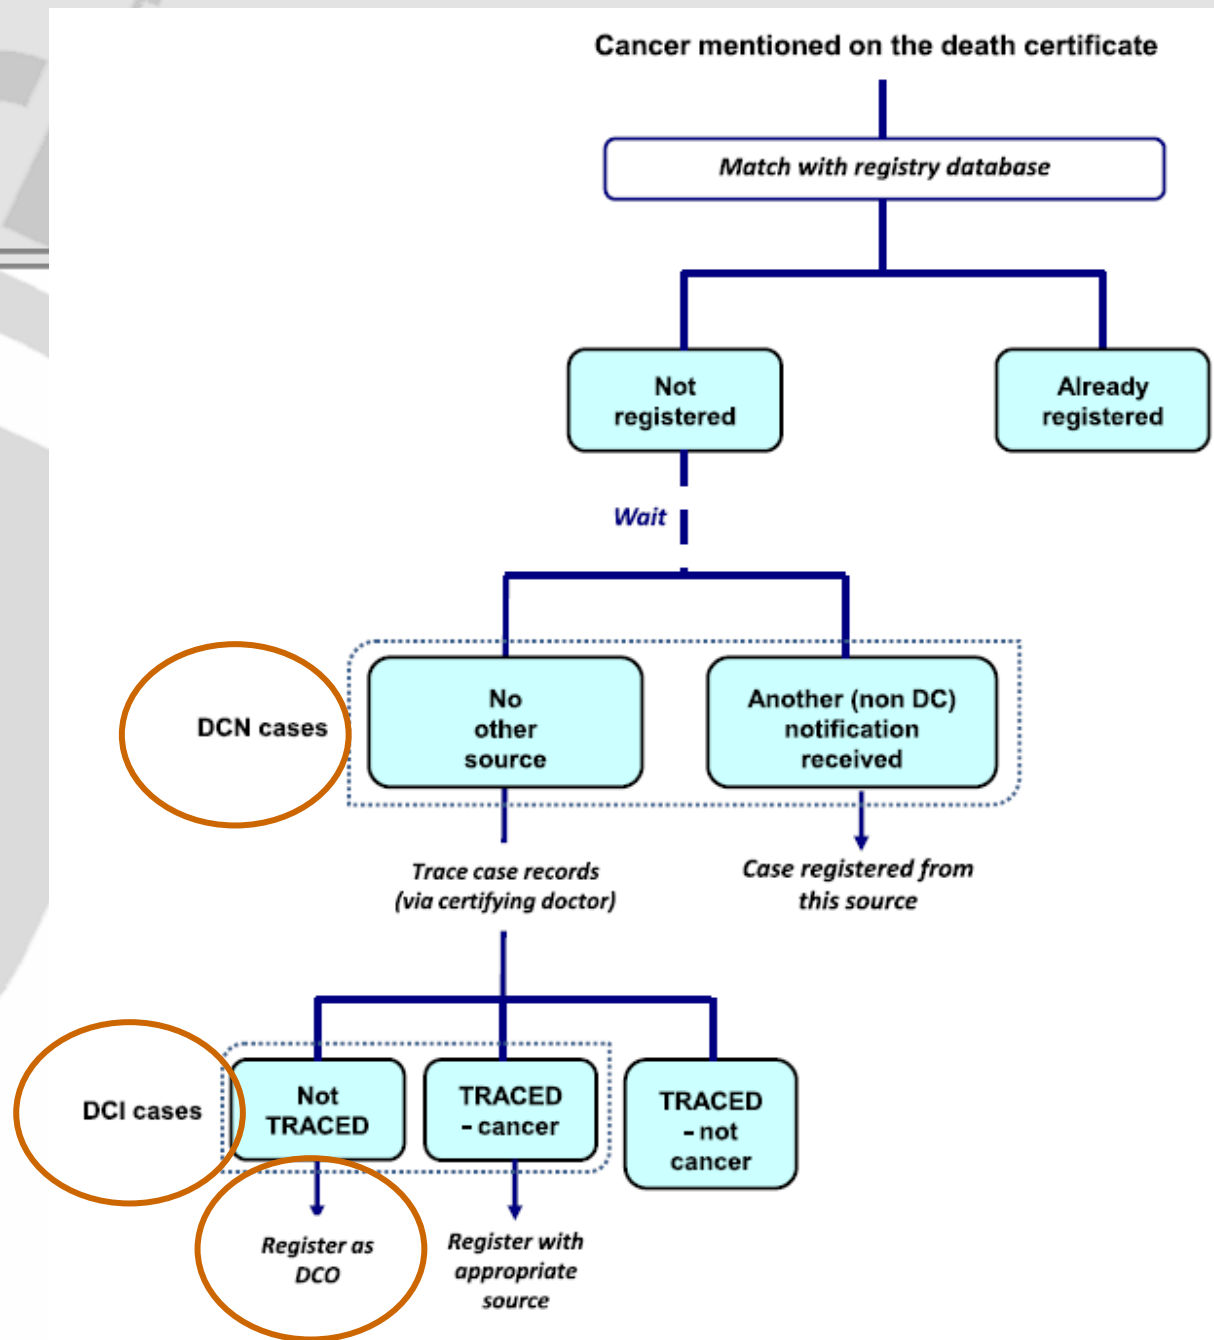 Cancer mentioned on the death certificate
Match with registry database
Not
registered
Already
registered
Wait
DCN cases
No
other
source
Another (non DC)
notification
received
Trace case records
(via certifying doctor)
Case registered from
this source
DCI cases
Not
TRACED
TRACED
- cancer
TRACED
- not
cancer
Register as
DCO
Register with
appropriate
source